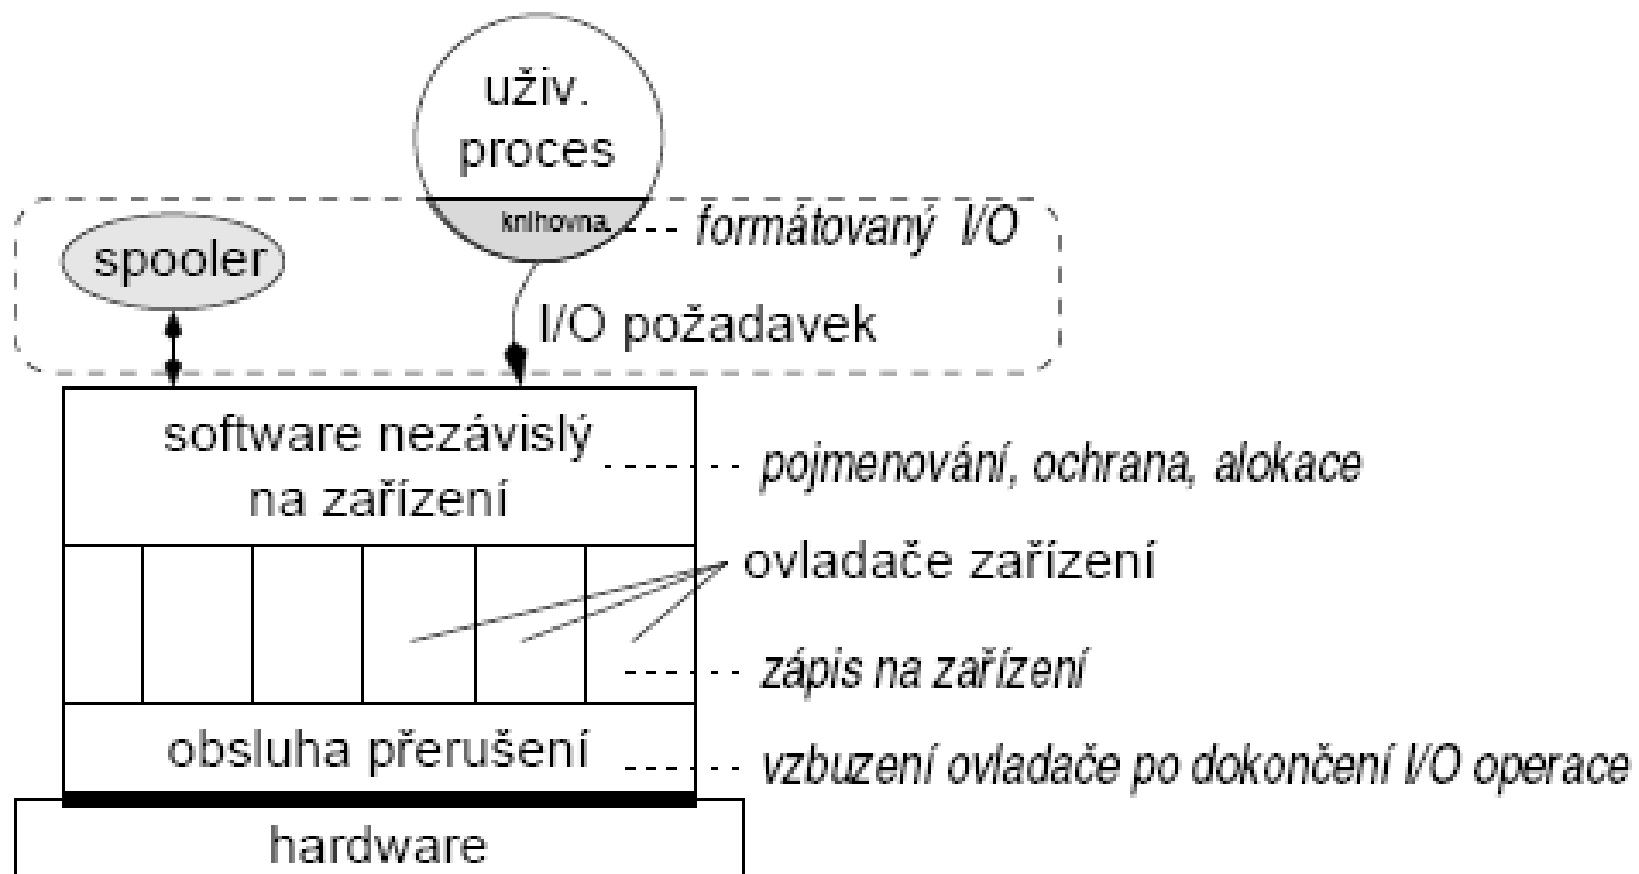 uživ.
proces
knihovna
formátovaný I/O
spooler
I/O požadavek
software nezávislý
na zařízení
pojmenování, ochrana, alokace
ovladače zařízení
zápis na zařízení
obsluha přerušení
vzbuzení ovladače po dokončení I/O operace
hardware